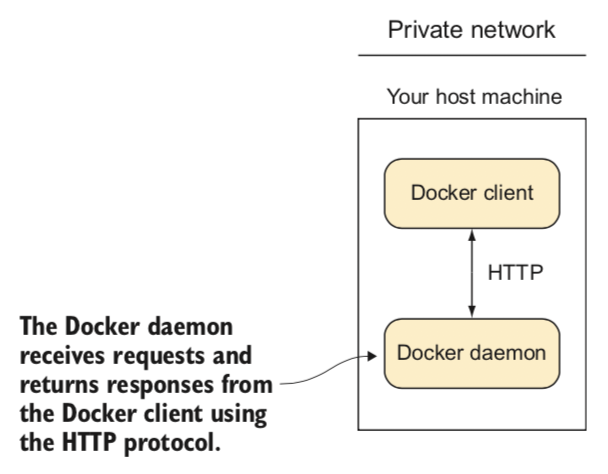 Private network
Your host machine
Docker client
HTTP
Docker daemon
The Docker daemon
receives requests and
returns responses from
the Docker client using
the HTTP protocol.